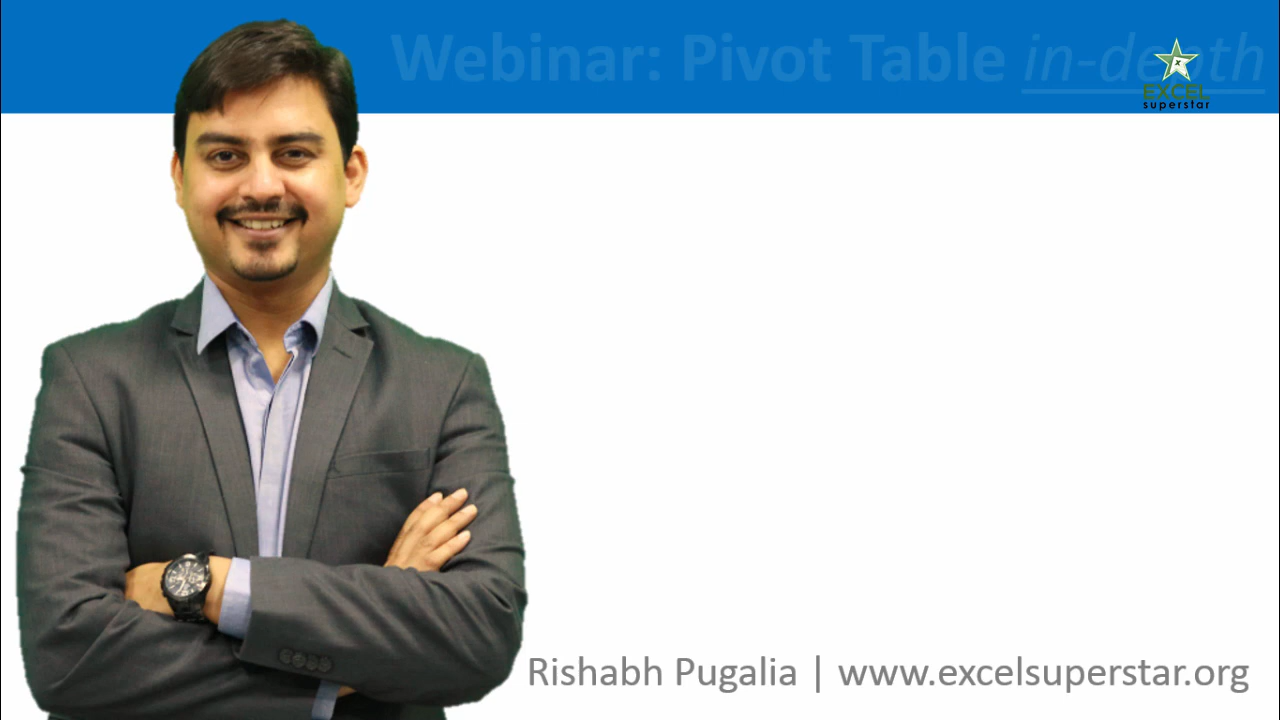 Webinar: Pivot Table in-depth
EXCEL
superstar
Rishabh Pugalia | www.excelsuperstar.org